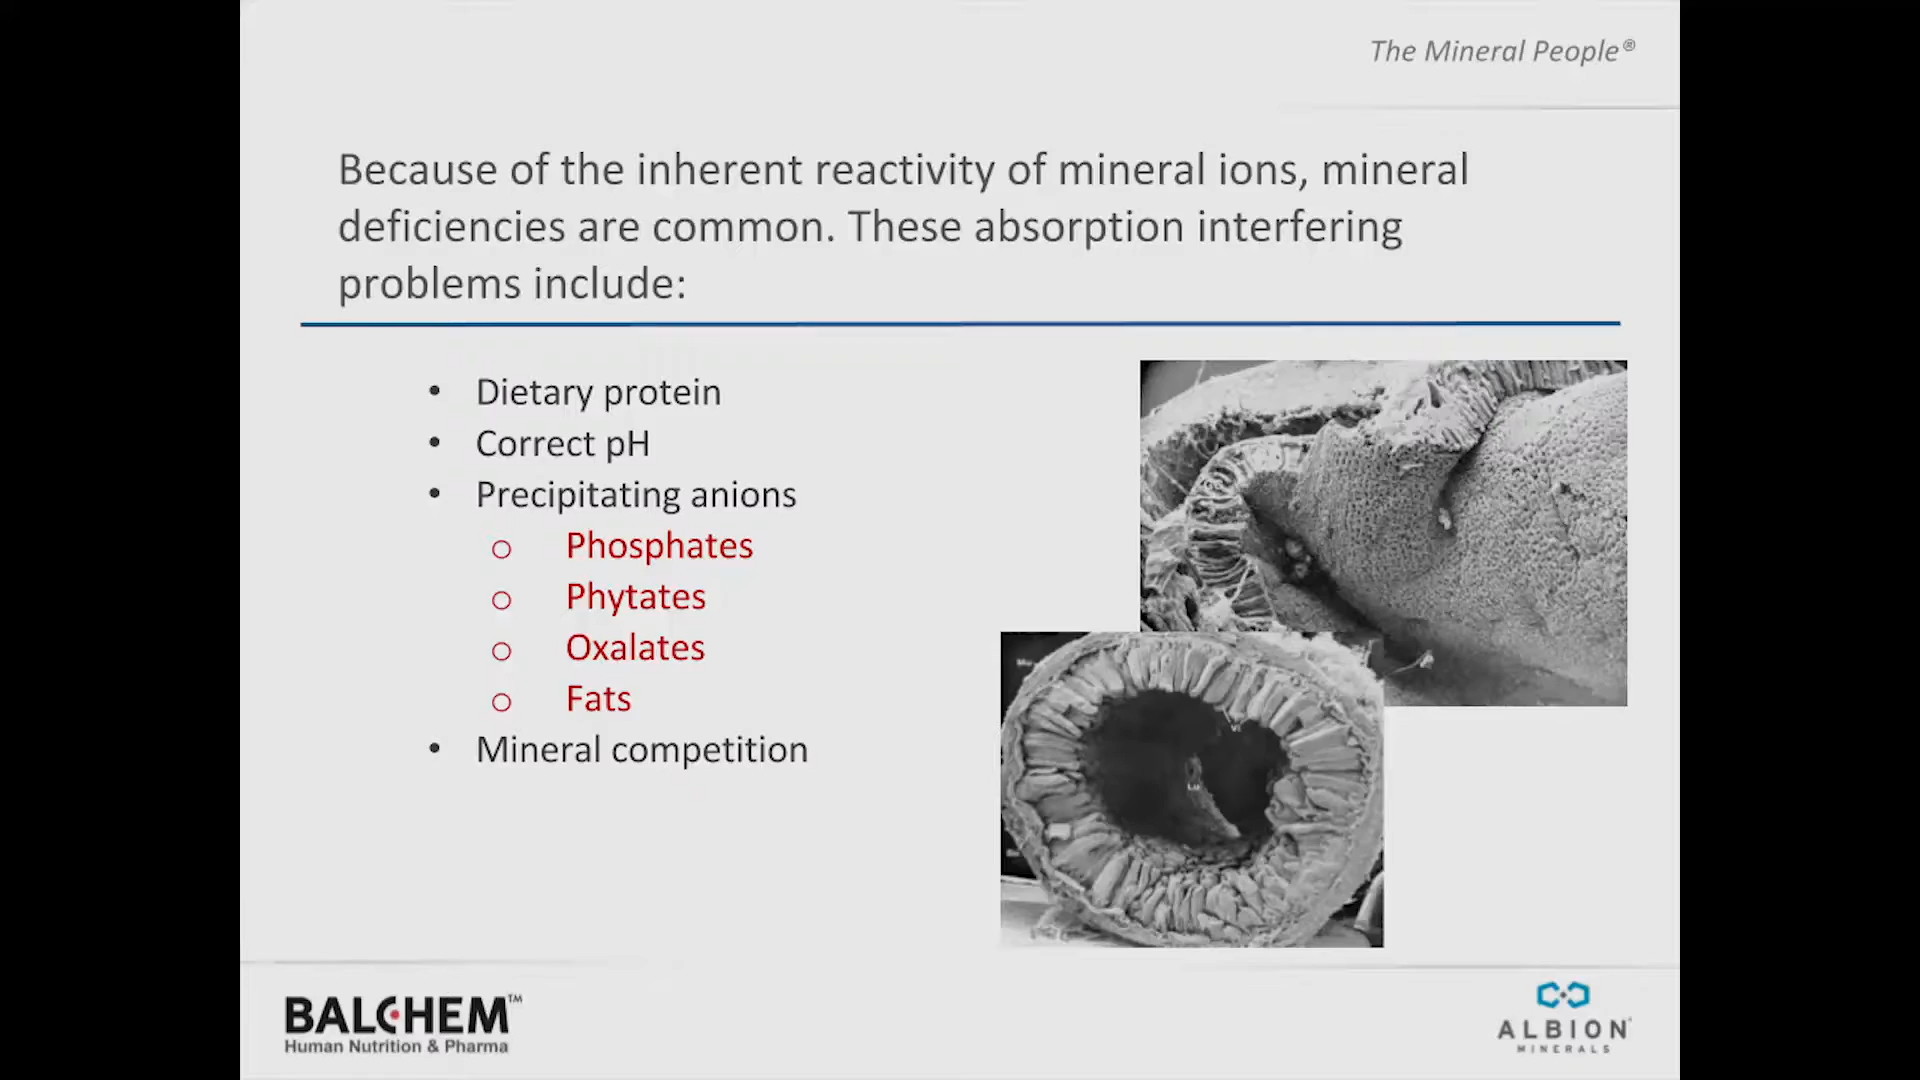 The Mineral People®
Because of the inherent reactivity of mineral ions, mineral
deficiencies are common. These absorption interfering
problems include:
• Dietary protein
• Correct pH
• Precipitating anions
o Phosphates
o Phytates
o Oxalates
o Fats
• Mineral competition
Lu
BALCHEM™
Human Nutrition & Pharma
ALBION
MINERALS